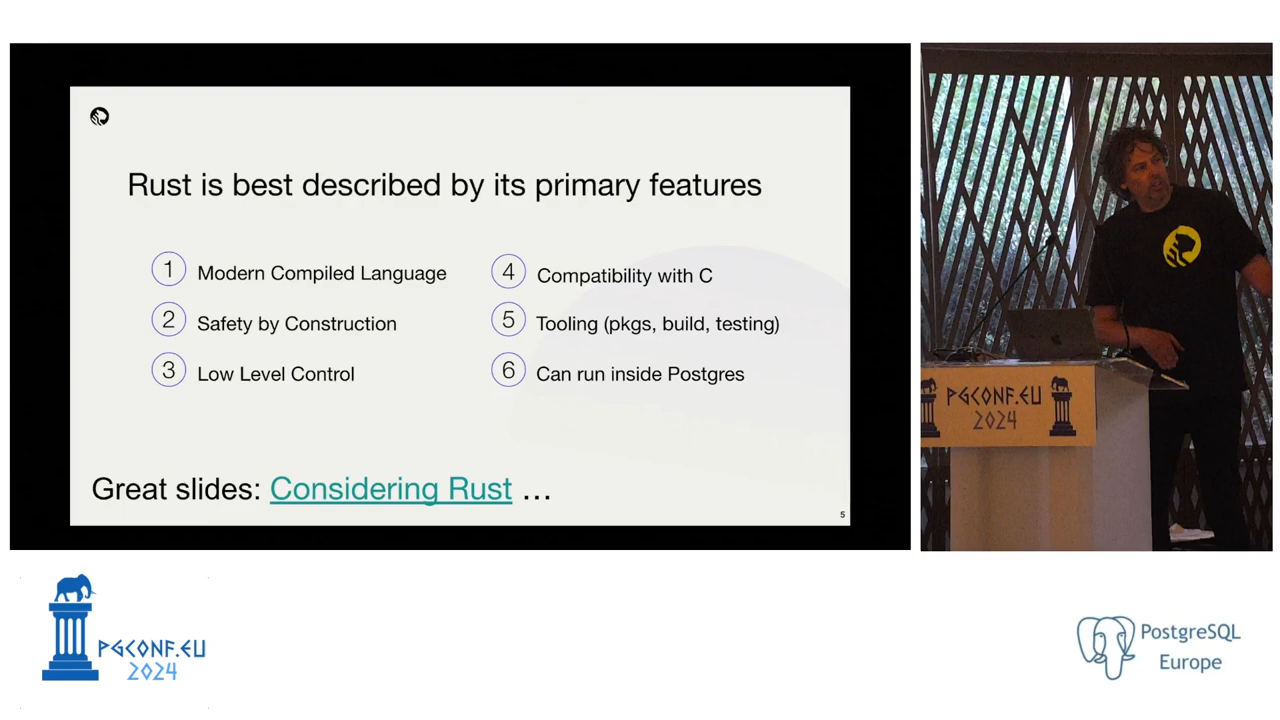 Rust is best described by its primary features
1 Modern Compiled Language
2 Safety by Construction
3 Low Level Control
4 Compatibility with C
5 Tooling (pkgs, build, testing)
6 Can run inside Postgres
Great slides: Considering Rust ...
5
PGCONF.EU
2024
PGCONF.EU
2024
PostgreSQL
Europe